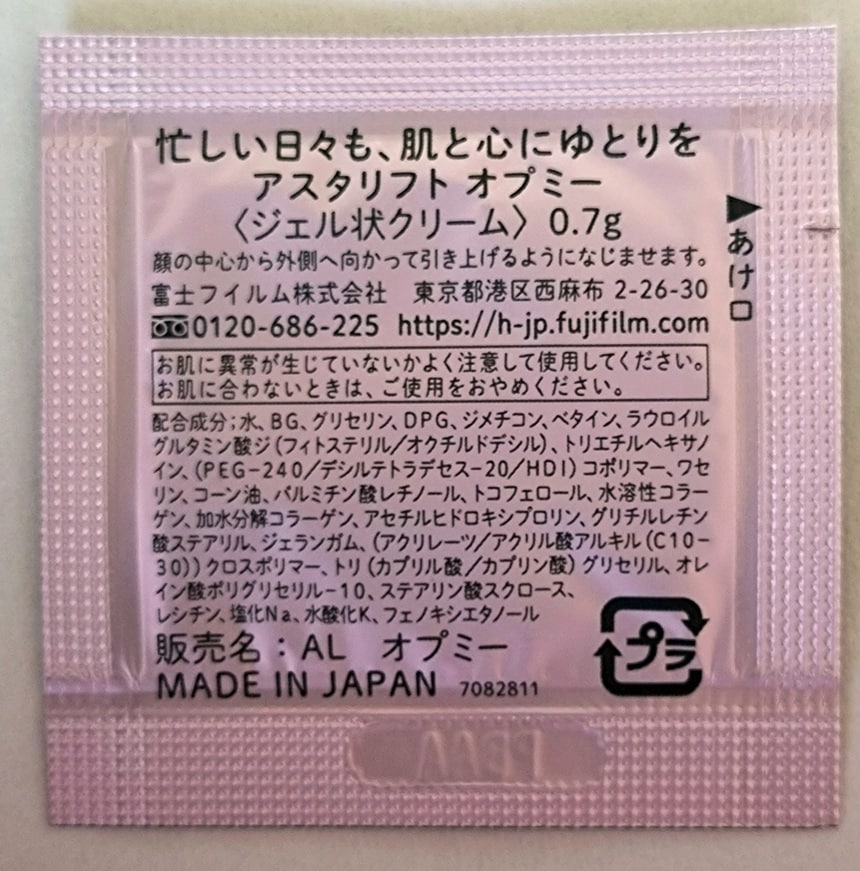 忙しい日々も、肌と心にゆとりを
アスタリフト オプミー
〈ジェル状クリーム〉0.7g
▶あけ口
顔の中心から外側へ向かって引き上げるようになじませます。
富士フイルム株式会社　東京都港区西麻布 2-26-30
0120-686-225 https://h-jp.fujifilm.com
お肌に異常が生じていないかよく注意して使用してください。
お肌に合わないときは、ご使用をおやめください。
配合成分；水、BG、グリセリン、DPG、ジメチコン、ベタイン、ラウロイル
グルタミン酸ジ(フイトステリル/オクチルドデシル)、トリエチルヘキサノ
イン、(PEG-240/デシルテトラデセス-20/HDI)コポリマー、ワセ
リン、コーン油、パルミチン酸レチノール、トコフェロール、水溶性コラー
ゲン、加水分解コラーゲン、アセチルヒドロキシプロリン、グリチルレチン
酸ステアリル、ジェランガム、(アクリレーツ/アクリル酸アルキル(C10-
30))クロスポリマー、トリ(カプリル酸/カプリン酸)グリセリル、オレ
イン酸ポリグリセリル-10、ステアリン酸スクロース、
レシチン、塩化Na、水酸化K、フェノキシエタノール
販売名：AL　オプミー
MADE IN JAPAN 7082811
プラ